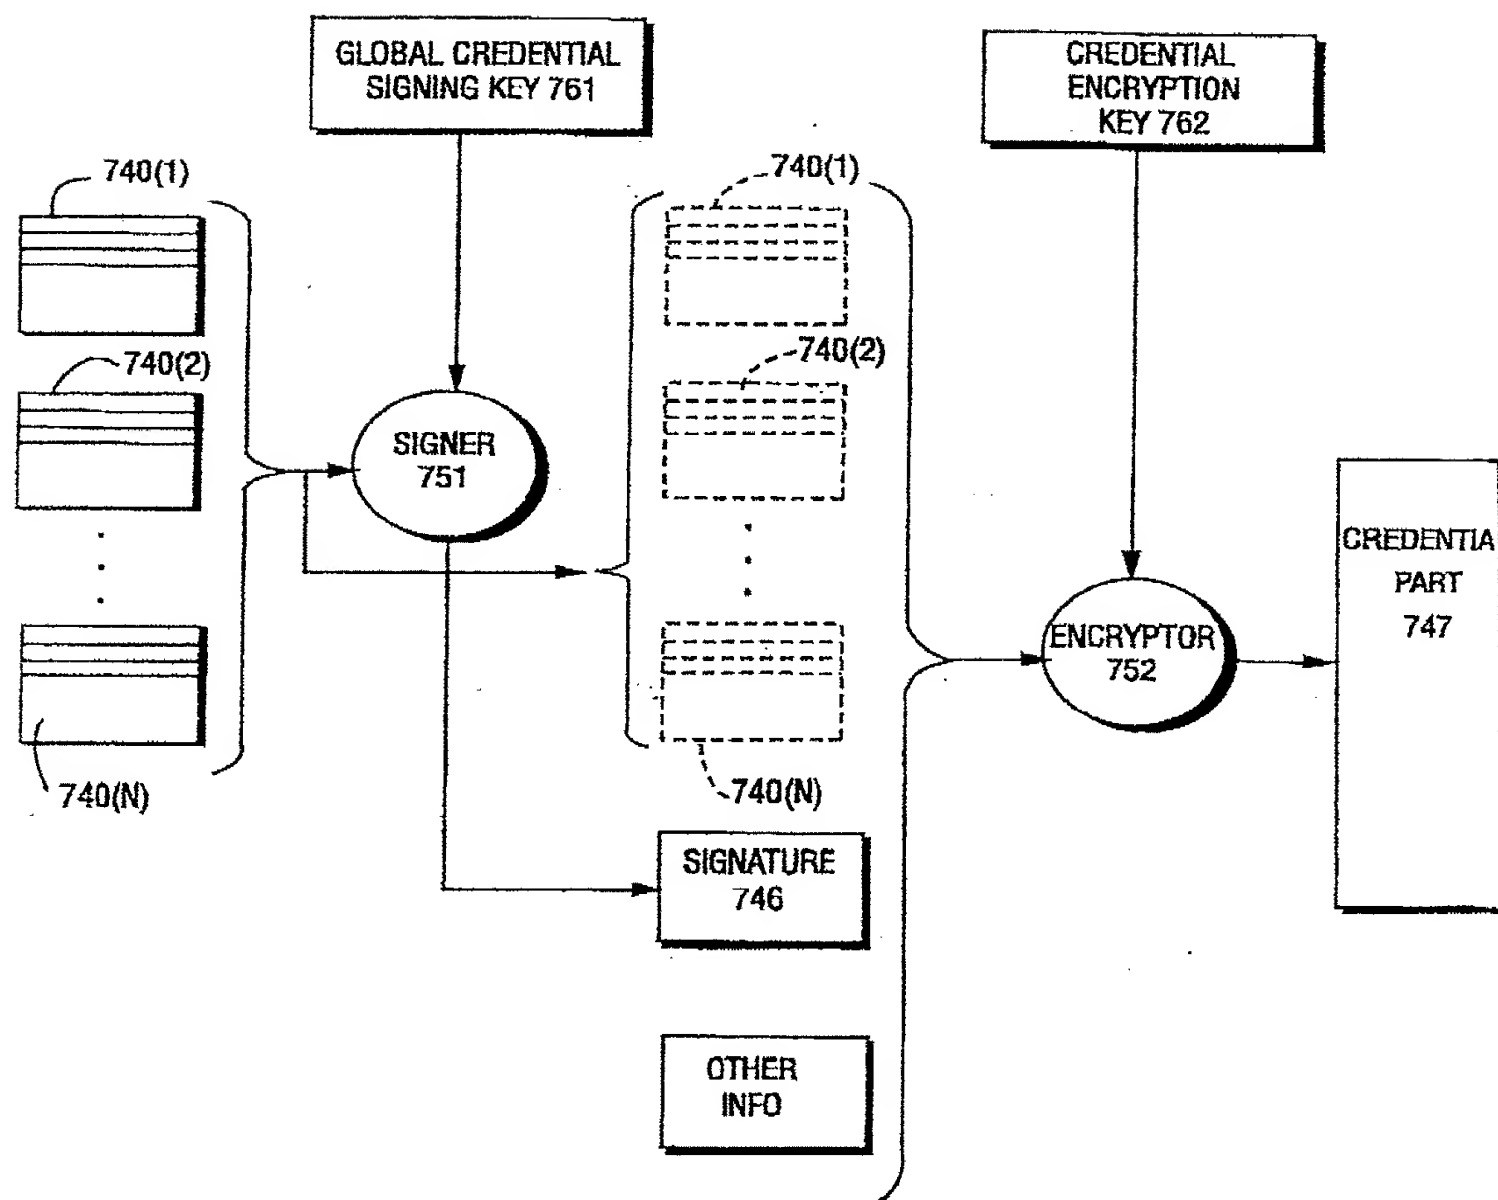 GLOBAL CREDENTIAL
SIGNING KEY 761
CREDENTIAL
ENCRYPTION
KEY 762
740(1)
740(2)
740(N)
SIGNER
751
740(1)
740(2)
740(N)
SIGNATURE
746
OTHER
INFO
ENCRYPTOR
752
CREDENTIA
PART
747